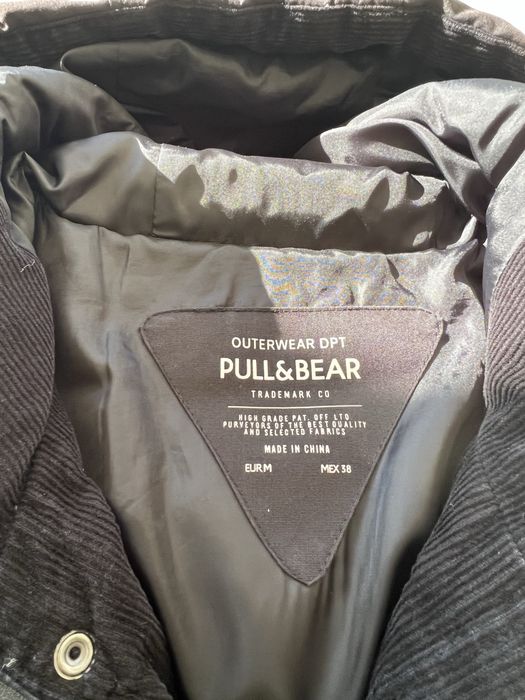 OUTERWEAR DPT
PULL&BEAR
TRADEMARK CO
HIGH GRADE PAT. OFF LTD
PURVEYORS OF THE BEST QUALITY
AND SELECTED FABRICS
MADE IN CHINA
EUR M MEX 38